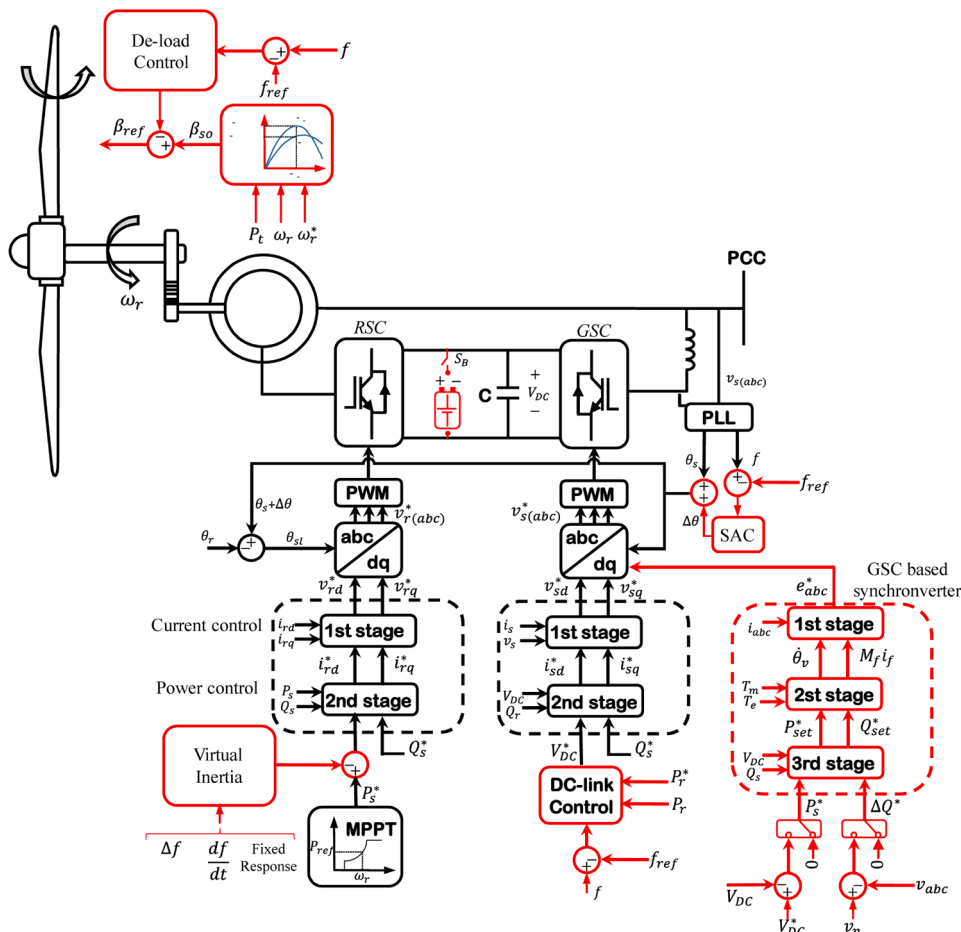 De-load
Control
−
+
f
f_ref
β_ref
−
+
β_so
P_t
ω_r
ω_r^*
ω_r
PCC
RSC
GSC
S_B
+ −
C
+
V_DC
−
v_s(abc)
PLL
θ_s
f
+
+
+
−
f_ref
Δθ
SAC
θ_s+Δθ
PWM
v_r(abc)^*
PWM
v_s(abc)^*
θ_r
−
+
θ_sl
abc
dq
abc
dq
v_rd^*
v_rq^*
v_sd^*
v_sq^*
e_abc^*
GSC based
synchronverter
Current control
i_rd
i_rq
1st stage
i_s
v_s
1st stage
i_abc
1st stage
i_rd^*
i_rq^*
i_sd^*
i_sq^*
θ̇_v
M_f i_f
Power control
P_s
Q_s
2nd stage
V_DC
Q_r
2nd stage
T_m
T_e
2st stage
P_set^*
Q_set^*
V_DC
Q_s
3rd stage
Q_s^*
V_DC^*
Q_s^*
P_s^*
ΔQ^*
Virtual
Inertia
−
+
P_s^*
DC-link
Control
P_r^*
P_r
0
0
Δf
df
dt
Fixed
Response
MPPT
P_ref
ω_r
−
+
f_ref
f
V_DC
−
+
V_DC^*
−
+
v_abc
v_n